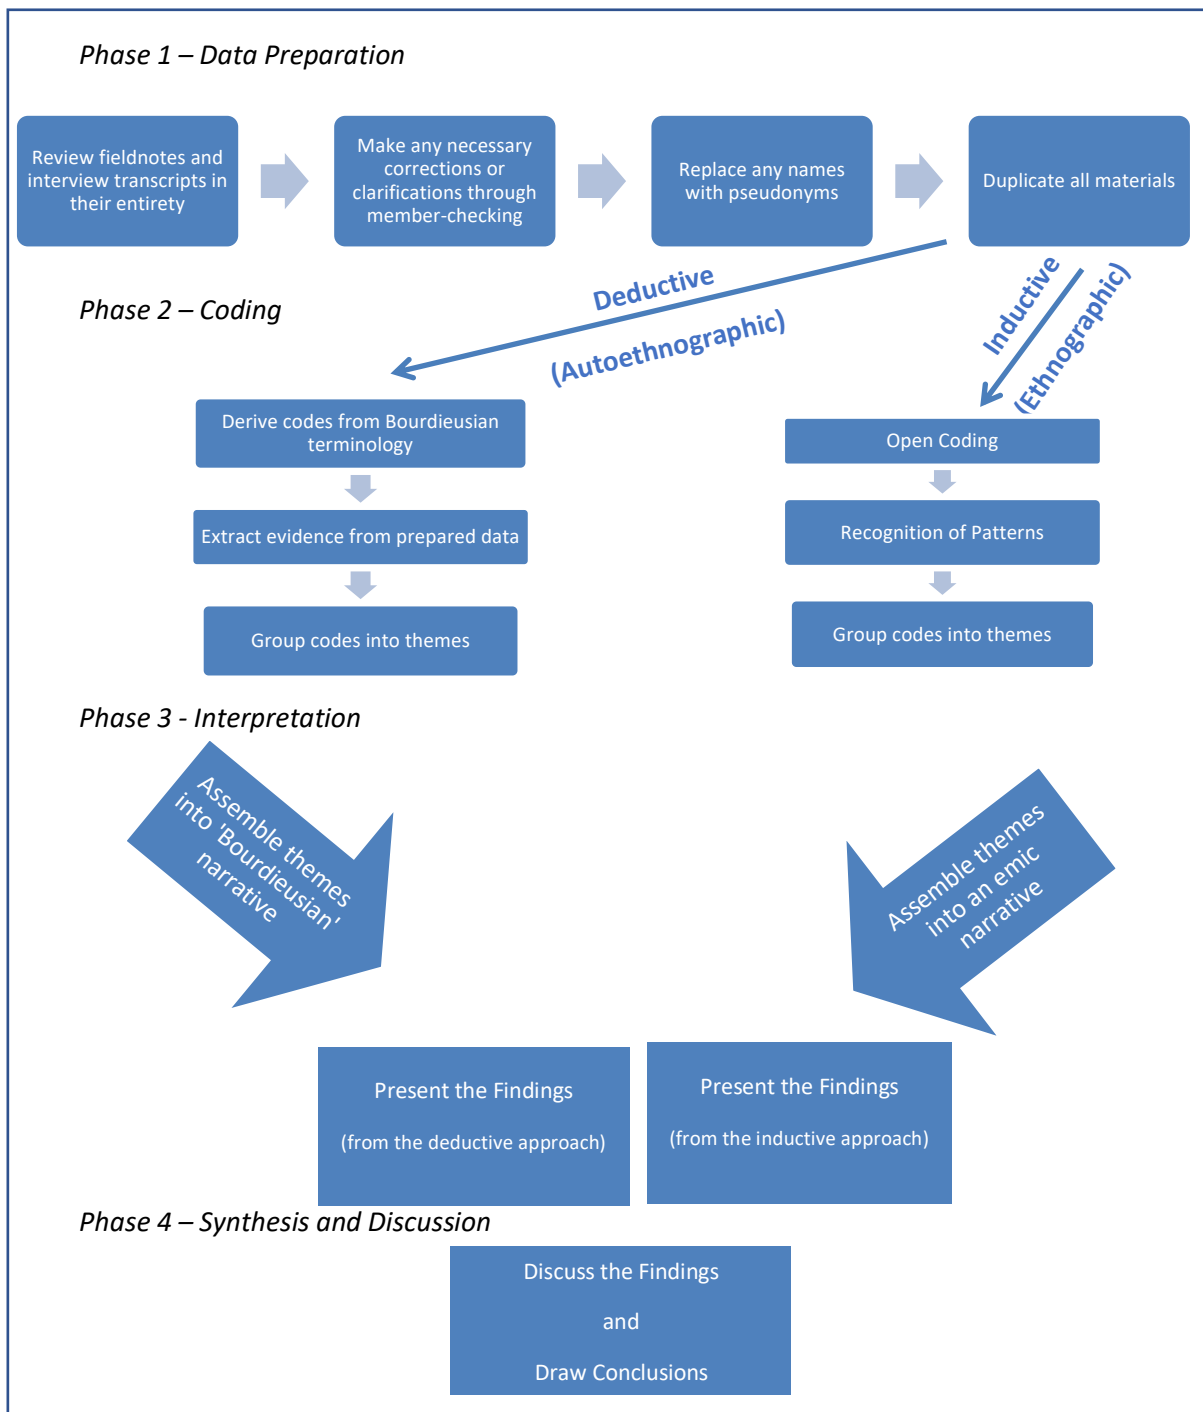 Phase 1 – Data Preparation
Review fieldnotes and
interview transcripts in
their entirety
Make any necessary
corrections or
clarifications through
member-checking
Replace any names
with pseudonyms
Duplicate all materials
Deductive
(Autoethnographic)
Inductive
(Ethnographic)
Phase 2 – Coding
Derive codes from Bourdieusian
terminology
Extract evidence from prepared data
Group codes into themes
Open Coding
Recognition of Patterns
Group codes into themes
Phase 3 - Interpretation
Assemble themes
into 'Bourdieusian'
narrative
Assemble themes
into an emic
narrative
Present the Findings
(from the deductive approach)
Present the Findings
(from the inductive approach)
Phase 4 – Synthesis and Discussion
Discuss the Findings
and
Draw Conclusions